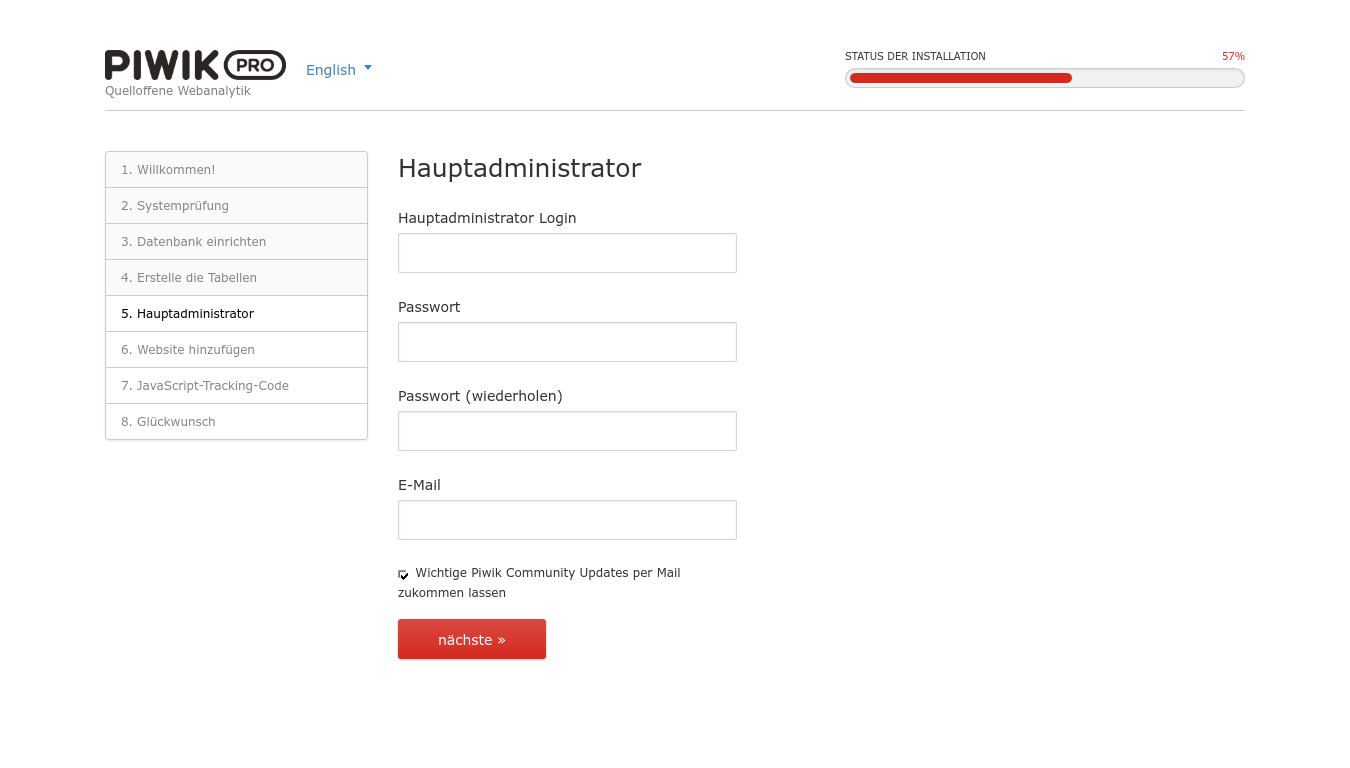 PIWIK PRO
English
Quelloffene Webanalytik
STATUS DER INSTALLATION 57%
1. Willkommen!
2. Systemprüfung
3. Datenbank einrichten
4. Erstelle die Tabellen
5. Hauptadministrator
6. Website hinzufügen
7. JavaScript-Tracking-Code
8. Glückwunsch
Hauptadministrator
Hauptadministrator Login
Passwort
Passwort (wiederholen)
E-Mail
Wichtige Piwik Community Updates per Mail
zukommen lassen
nächste »